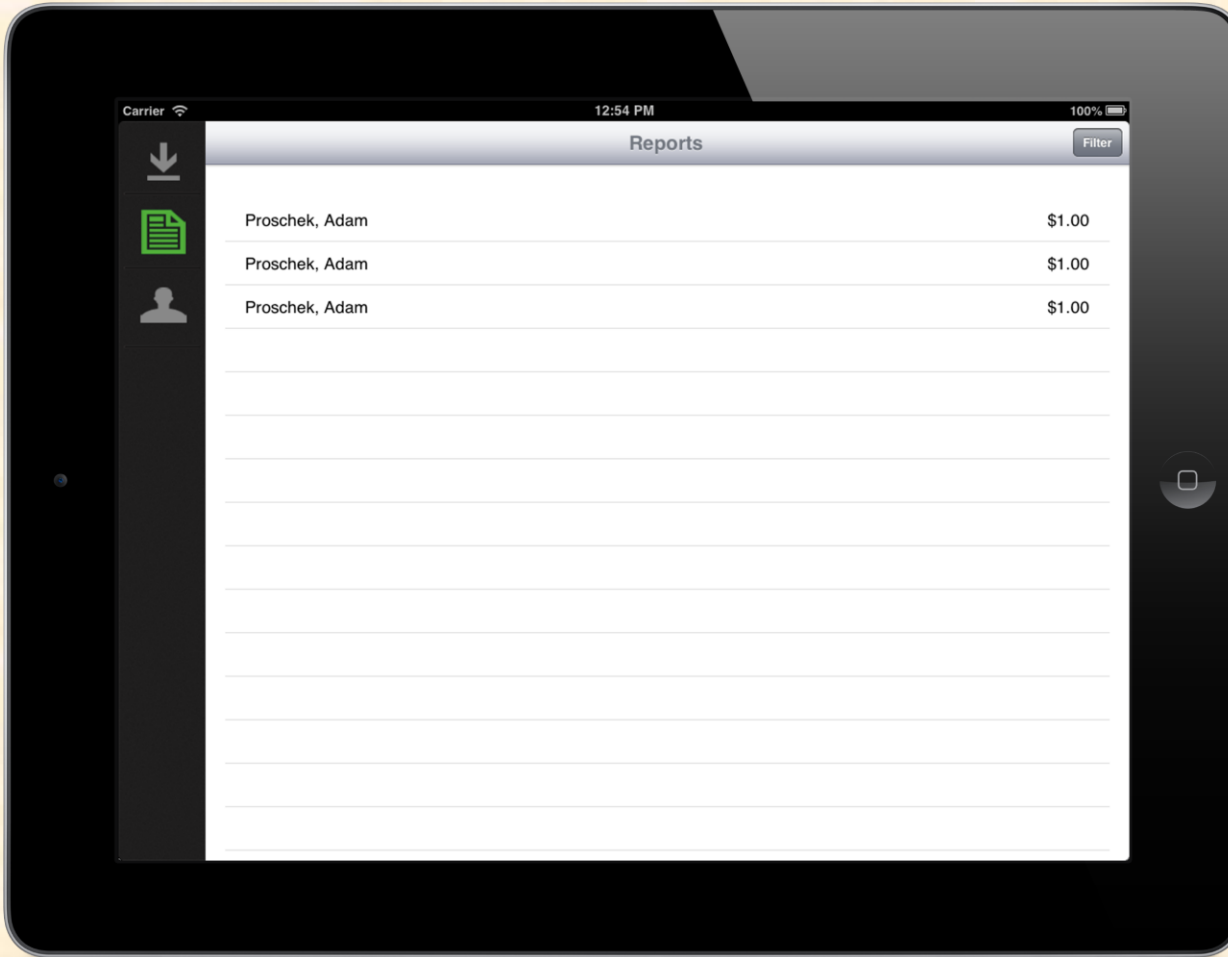 Carrier 12:54 PM 100%
Reports Filter
Proschek, Adam $1.00
Proschek, Adam $1.00
Proschek, Adam $1.00